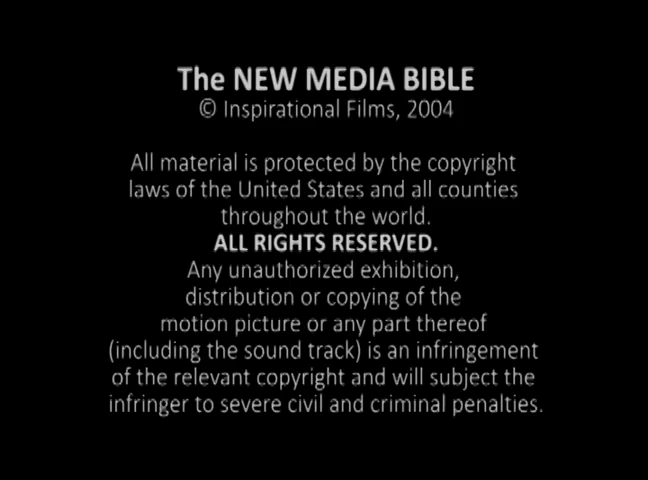 The NEW MEDIA BIBLE
© Inspirational Films, 2004
All material is protected by the copyright
laws of the United States and all counties
throughout the world.
ALL RIGHTS RESERVED.
Any unauthorized exhibition,
distribution or copying of the
motion picture or any part thereof
(including the sound track) is an infringement
of the relevant copyright and will subject the
infringer to severe civil and criminal penalties.